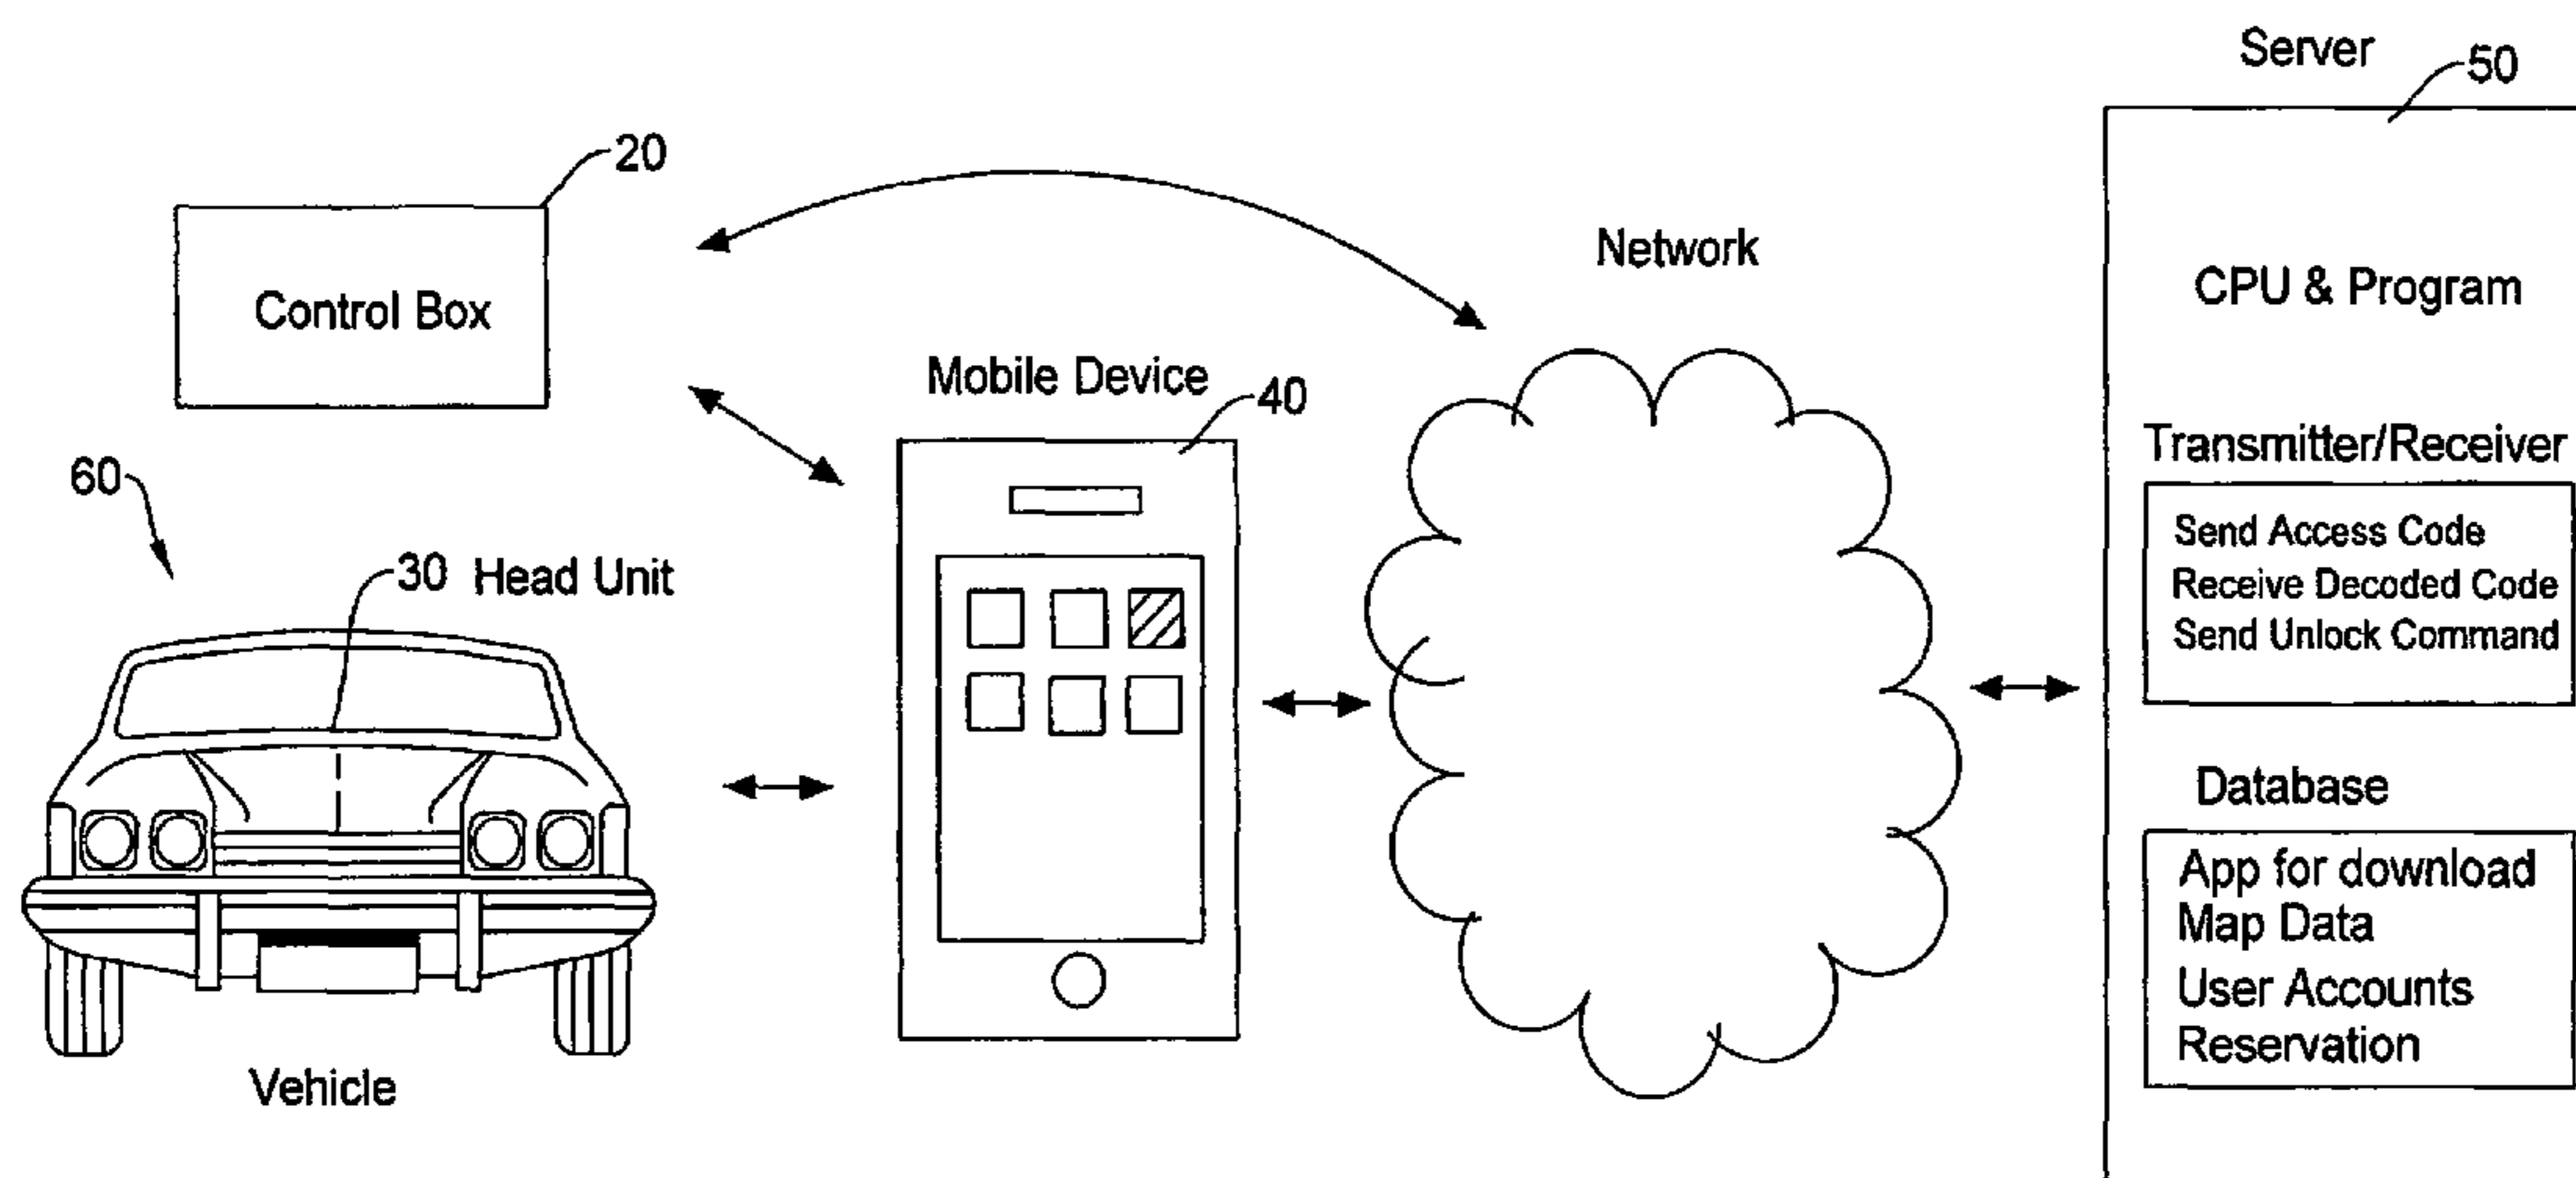 Server
50
20
Control Box
Network
CPU & Program
Mobile Device
40
Transmitter/Receiver
60
30 Head Unit
Send Access Code
Receive Decoded Code
Send Unlock Command
Database
App for download
Map Data
User Accounts
Reservation
Vehicle